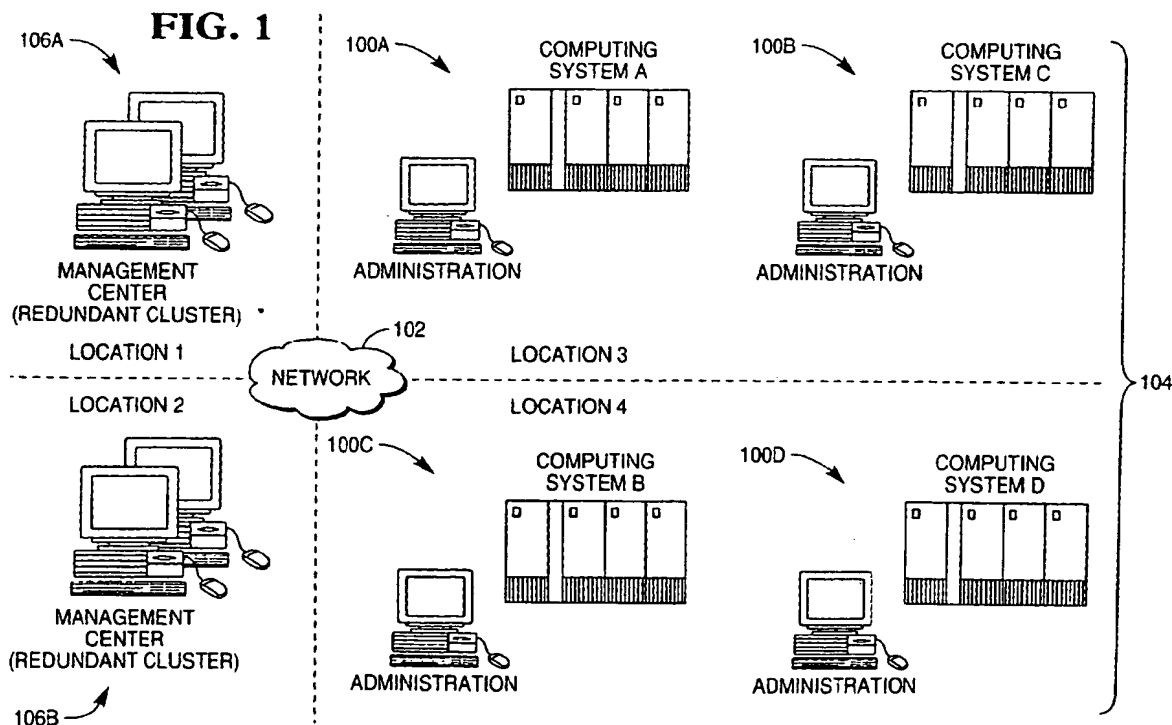 FIG. 1
106A
MANAGEMENT
CENTER
(REDUNDANT CLUSTER)
LOCATION 1
100A
COMPUTING
SYSTEM A
ADMINISTRATION
100B
COMPUTING
SYSTEM C
ADMINISTRATION
LOCATION 3
102
NETWORK
104
LOCATION 2
MANAGEMENT
CENTER
(REDUNDANT CLUSTER)
106B
LOCATION 4
100C
COMPUTING
SYSTEM B
ADMINISTRATION
100D
COMPUTING
SYSTEM D
ADMINISTRATION